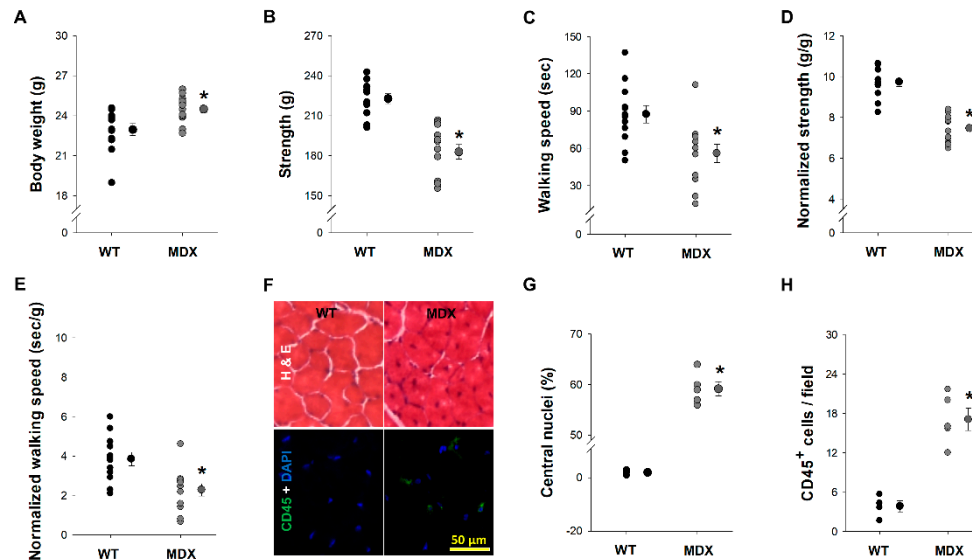 A
Body weight (g)
30
27
24
21
18
0
*
WT MDX
B
Strength (g)
270
240
210
180
150
0
*
WT MDX
C
Walking speed (sec)
150
120
90
60
30
0
*
WT MDX
D
Normalized strength (g/g)
12
10
8
6
4
0
*
WT MDX
E
Normalized walking speed (sec/g)
10
8
6
4
2
0
*
WT MDX
F
WT MDX
H & E
CD45 + DAPI
50 µm
G
Central nuclei (%)
70
60
50
0
-20
*
WT MDX
H
CD45+ cells / field
30
24
18
12
6
0
*
WT MDX